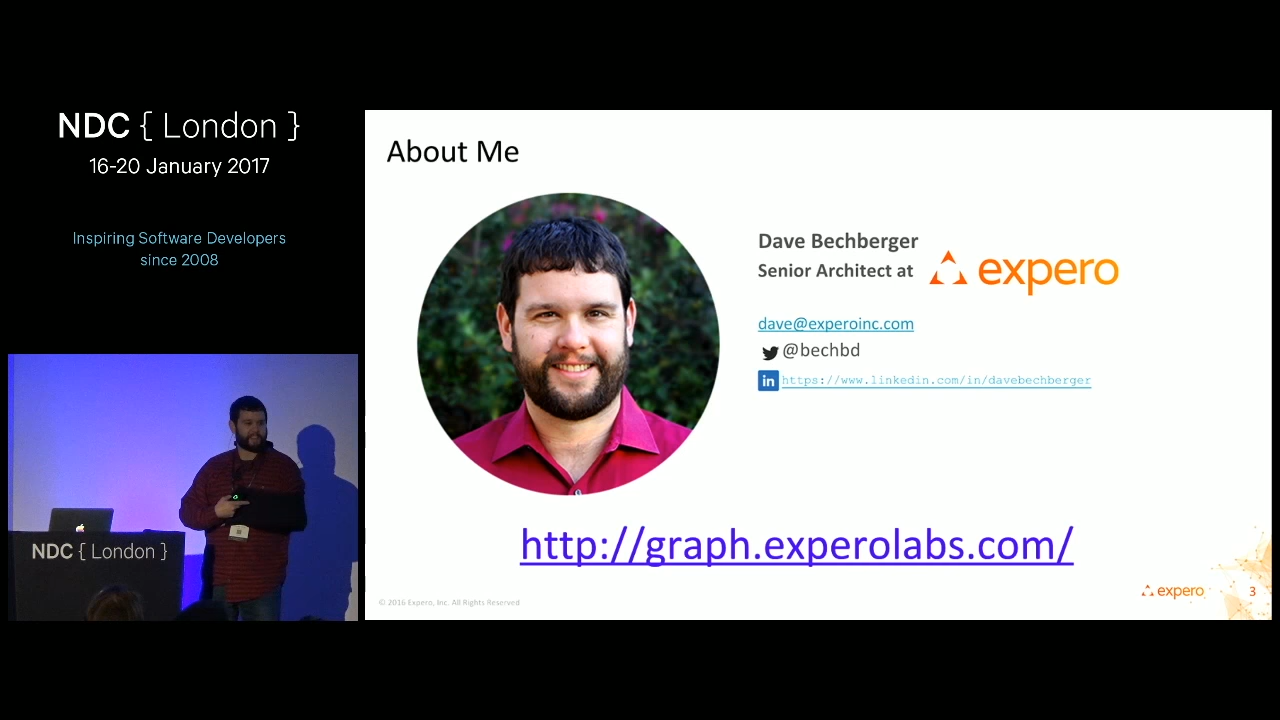 NDC { London }
16-20 January 2017
Inspiring Software Developers
since 2008
NDC { London }
About Me
Dave Bechberger
Senior Architect at expero
dave@experoinc.com
@bechbd
in https://www.linkedin.com/in/davebechberger
http://graph.experolabs.com/
© 2016 Expero, Inc. All Rights Reserved
expero 3